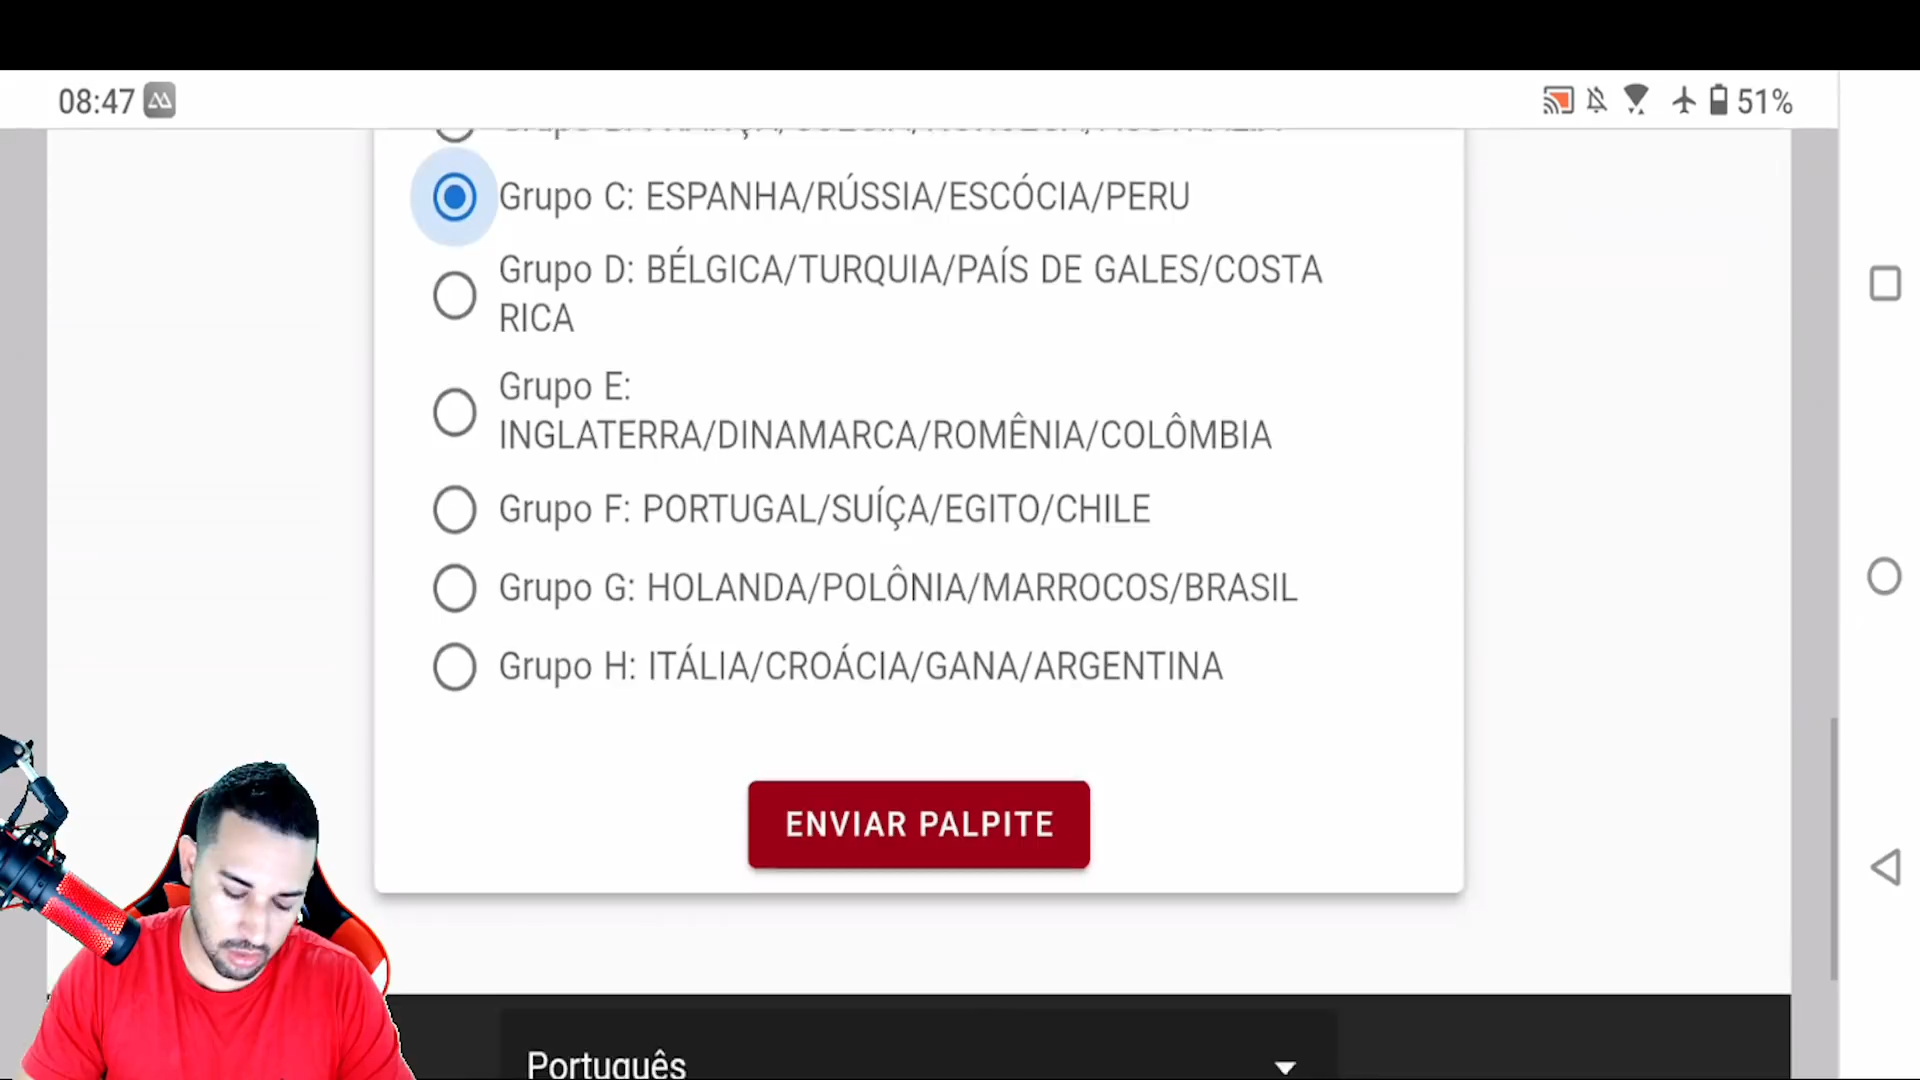 08:47
51%
Grupo C: ESPANHA/RÚSSIA/ESCÓCIA/PERU
Grupo D: BÉLGICA/TURQUIA/PAÍS DE GALES/COSTA
RICA
Grupo E:
INGLATERRA/DINAMARCA/ROMÊNIA/COLÔMBIA
Grupo F: PORTUGAL/SUÍÇA/EGITO/CHILE
Grupo G: HOLANDA/POLÔNIA/MARROCOS/BRASIL
Grupo H: ITÁLIA/CROÁCIA/GANA/ARGENTINA
ENVIAR PALPITE
Português